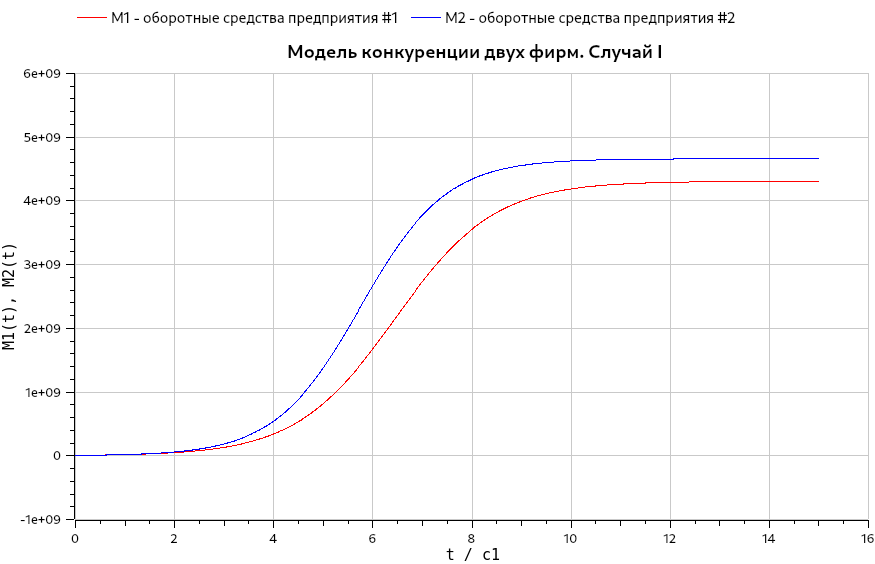 M1 - оборотные средства предприятия #1 M2 - оборотные средства предприятия #2
Модель конкуренции двух фирм. Случай I
6e+09
5e+09
4e+09
3e+09
2e+09
1e+09
0
-1e+09
M1(t), M2(t)
0 2 4 6 8 10 12 14 16
t / c1